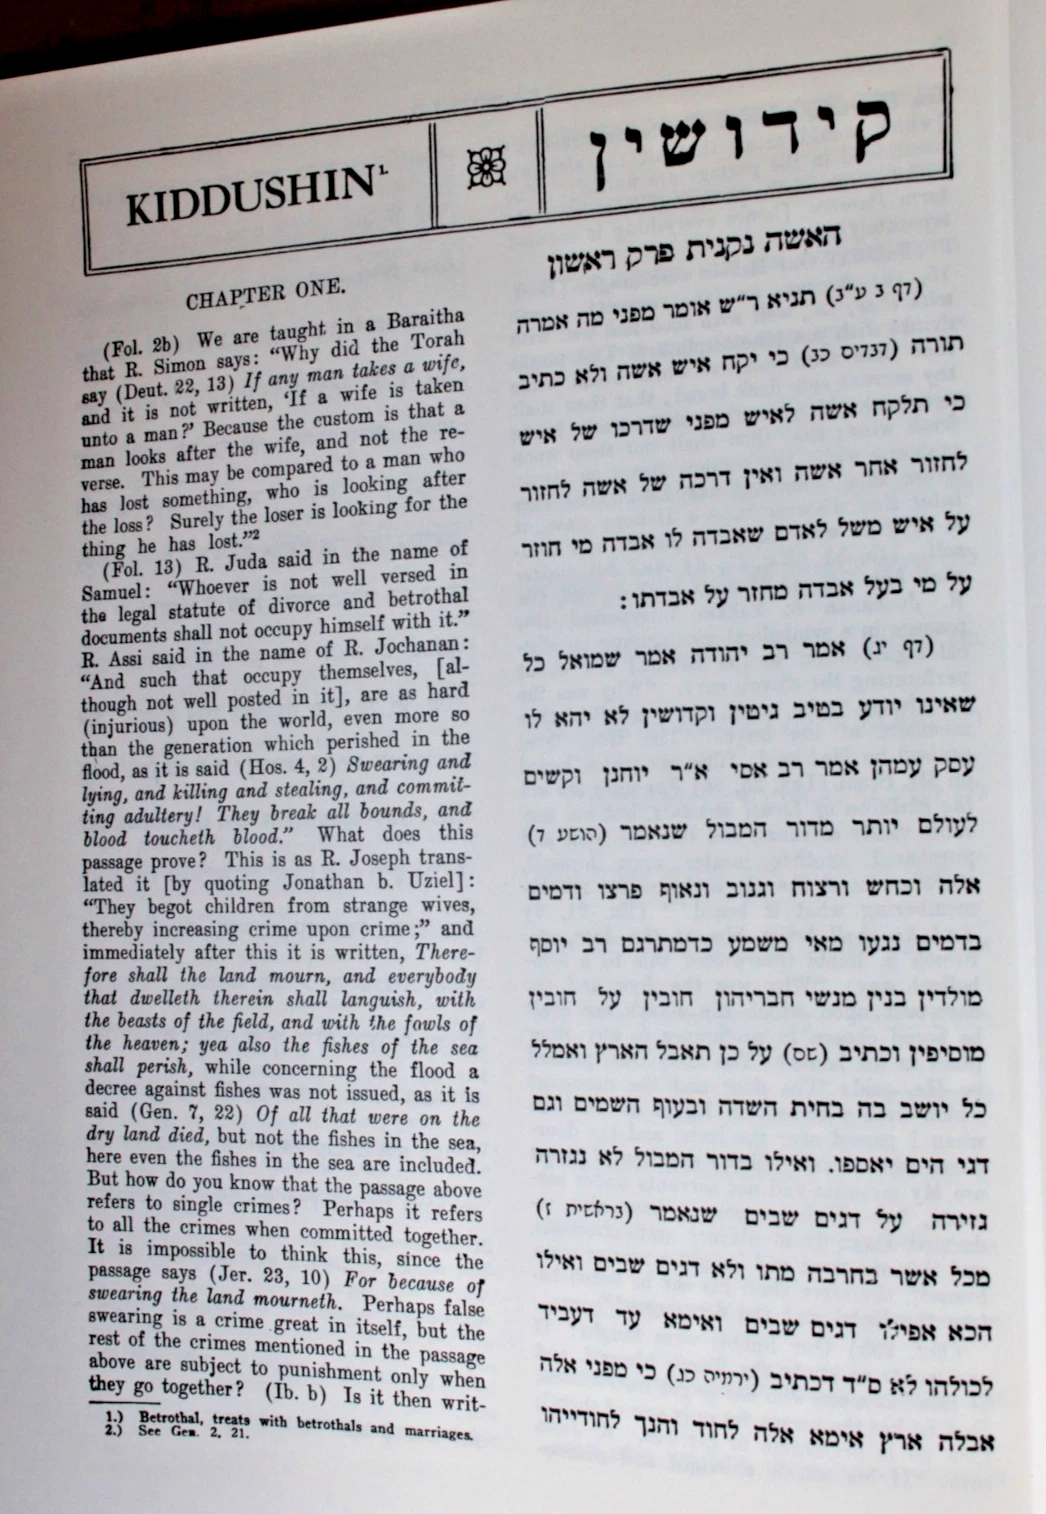 KIDDUSHIN¹·
קידושין
CHAPTER ONE.
(Fol. 2b) We are taught in a Baraitha
that R. Simon says: “Why did the Torah
say (Deut. 22, 13) If any man takes a wife,
and it is not written, ‘If a wife is taken
unto a man?’ Because the custom is that a
man looks after the wife, and not the re-
verse. This may be compared to a man who
has lost something, who is looking after
the loss? Surely the loser is looking for the
thing he has lost.”²
(Fol. 13) R. Juda said in the name of
Samuel: “Whoever is not well versed in
the legal statute of divorce and betrothal
documents shall not occupy himself with it.”
R. Assi said in the name of R. Jochanan:
“And such that occupy themselves, [al-
though not well posted in it], are as hard
(injurious) upon the world, even more so
than the generation which perished in the
flood, as it is said (Hos. 4, 2) Swearing and
lying, and killing and stealing, and commit-
ting adultery! They break all bounds, and
blood toucheth blood.” What does this
passage prove? This is as R. Joseph trans-
lated it [by quoting Jonathan b. Uziel]:
“They begot children from strange wives,
thereby increasing crime upon crime;” and
immediately after this it is written, There-
fore shall the land mourn, and everybody
that dwelleth therein shall languish, with
the beasts of the field, and with the fowls of
the heaven; yea also the fishes of the sea
shall perish, while concerning the flood a
decree against fishes was not issued, as it is
said (Gen. 7, 22) Of all that were on the
dry land died, but not the fishes in the sea,
here even the fishes in the sea are included.
But how do you know that the passage above
refers to single crimes? Perhaps it refers
to all the crimes when committed together.
It is impossible to think this, since the
passage says (Jer. 23, 10) For because of
swearing the land mourneth. Perhaps false
swearing is a crime great in itself, but the
rest of the crimes mentioned in the passage
above are subject to punishment only when
they go together? (Ib. b) Is it then writ-
1.) Betrothal, treats with betrothals and marriages.
2.) See Gen. 2, 21.
האשה נקנית פרק ראשון
(דף ב ע״ב) תניא ר״ש אומר מפני מה אמרה
תורה (דברים כב) כי יקח איש אשה ולא כתיב
כי תלקח אשה לאיש מפני שדרכו של איש
לחזור אחר אשה ואין דרכה של אשה לחזור
על איש משל לאדם שאבדה לו אבדה מי חוזר
על מי בעל אבדה מחזר על אבדתו:
(דף יג) אמר רב יהודה אמר שמואל כל
שאינו יודע בטיב גיטין וקדושין לא יהא לו
עסק עמהן אמר רב אסי א״ר יוחנן וקשים
לעולם יותר מדור המבול שנאמר (הושע ד)
אלה וכחש ורצוח וגנוב ונאוף פרצו ודמים
בדמים נגעו מאי משמע כדמתרגם רב יוסף
מולדין בנין מנשי חבריהון חובין על חובין
מוסיפין וכתיב (שם) על כן תאבל הארץ ואמלל
כל יושב בה בחית השדה ובעוף השמים וגם
דגי הים יאספו. ואילו בדור המבול לא נגזרה
גזירה על דגים שבים שנאמר (בראשית ז)
מכל אשר בחרבה מתו ולא דגים שבים ואילו
הכא אפילו דגים שבים ואימא עד דעביד
לכולהו לא ס״ד דכתיב (ירמיה כג) כי מפני אלה
אבלה ארץ אימא אלה לחוד והנך לחודייהו